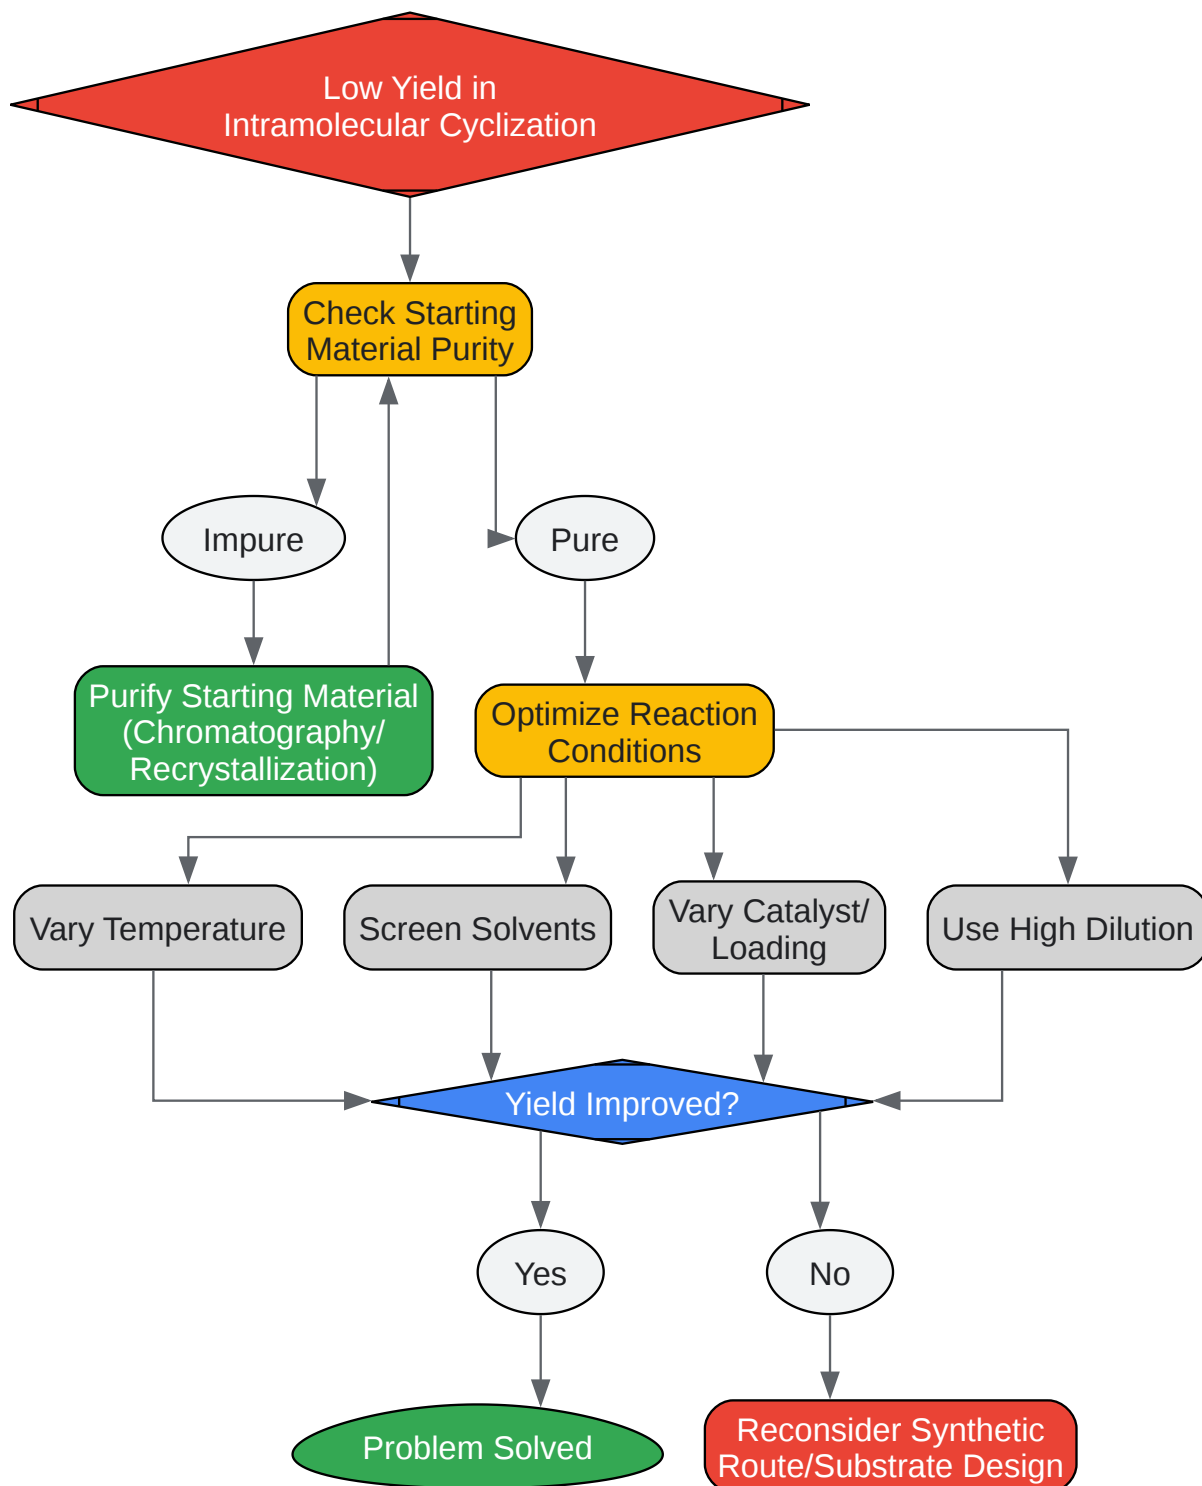 Low Yield in
Intramolecular Cyclization
Check Starting
Material Purity
Impure
Pure
Purify Starting Material
(Chromatography/
Recrystallization)
Optimize Reaction
Conditions
Vary Temperature
Screen Solvents
Vary Catalyst/
Loading
Use High Dilution
Yield Improved?
Yes
No
Problem Solved
Reconsider Synthetic
Route/Substrate Design